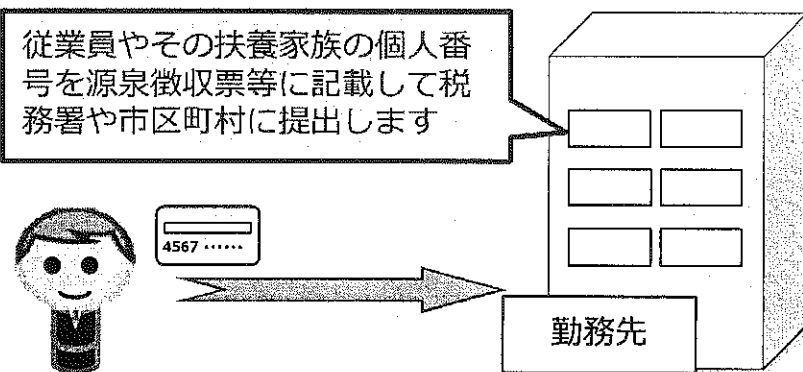 従業員やその扶養家族の個人番
号を源泉徴収票等に記載して税
務署や市区町村に提出します
4567 ‥‥‥
勤務先